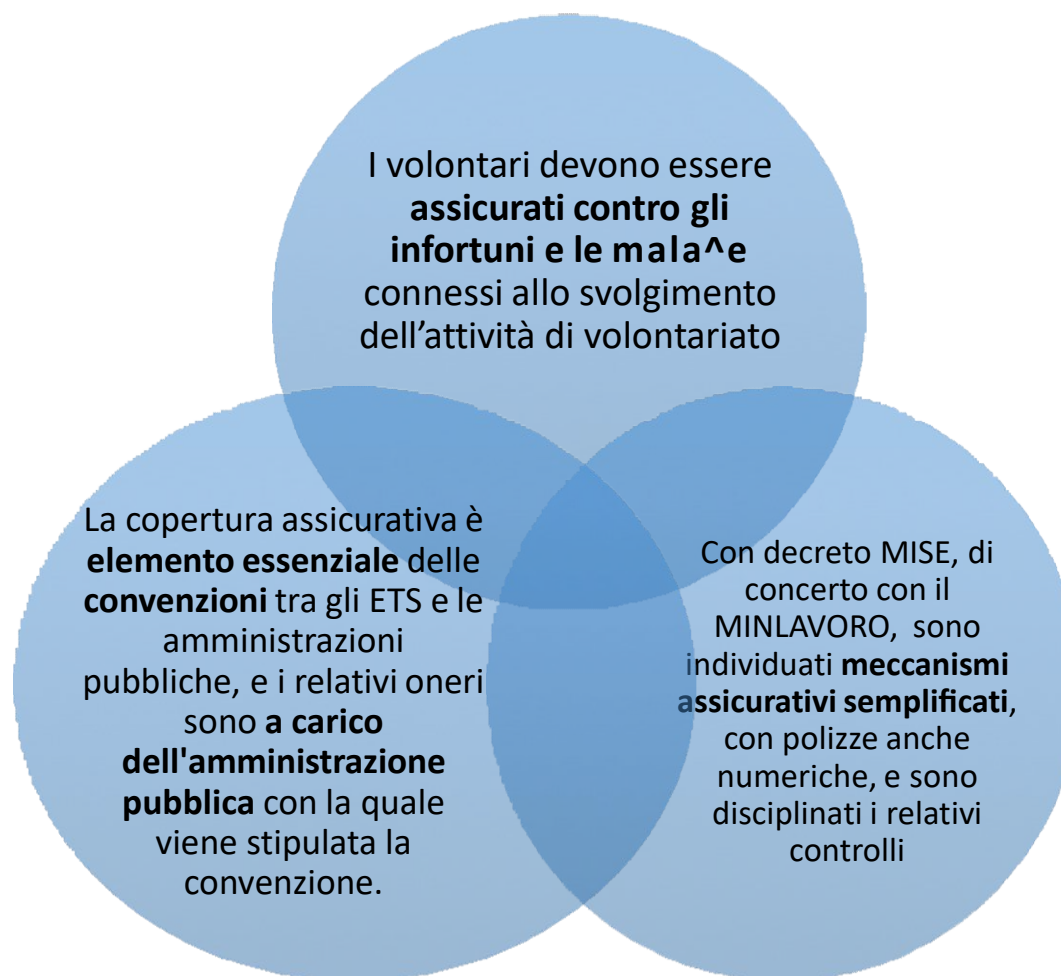 I volontari devono essere
assicurati contro gli
infortuni e le mala^e
connessi allo svolgimento
dell’attività di volontariato
La copertura assicurativa è
elemento essenziale delle
convenzioni tra gli ETS e le
amministrazioni
pubbliche, e i relativi oneri
sono a carico
dell'amministrazione
pubblica con la quale
viene stipulata la
convenzione.
Con decreto MISE, di
concerto con il
MINLAVORO, sono
individuati meccanismi
assicurativi semplificati,
con polizze anche
numeriche, e sono
disciplinati i relativi
controlli